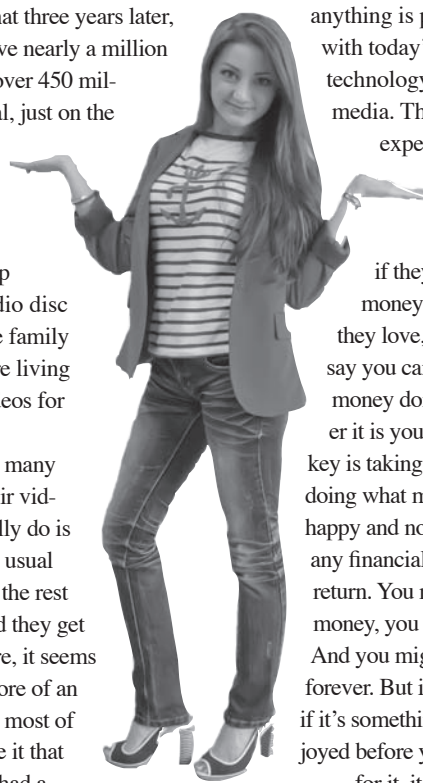 at three years later,
ve nearly a million
over 450 mil-
l, just on the
p
dio disc
e family
e living
eos for
many
ir vid-
lly do is
usual
the rest
d they get
re, it seems
ore of an
most of
e it that
had a
anything is p
with today'
technology
media. Th
expe
if they
money
they love,
say you ca
money do
er it is you
key is taking
doing what m
happy and no
any financial
return. You
money, you
And you mig
forever. But i
if it's somethi
joyed before y
for it, it